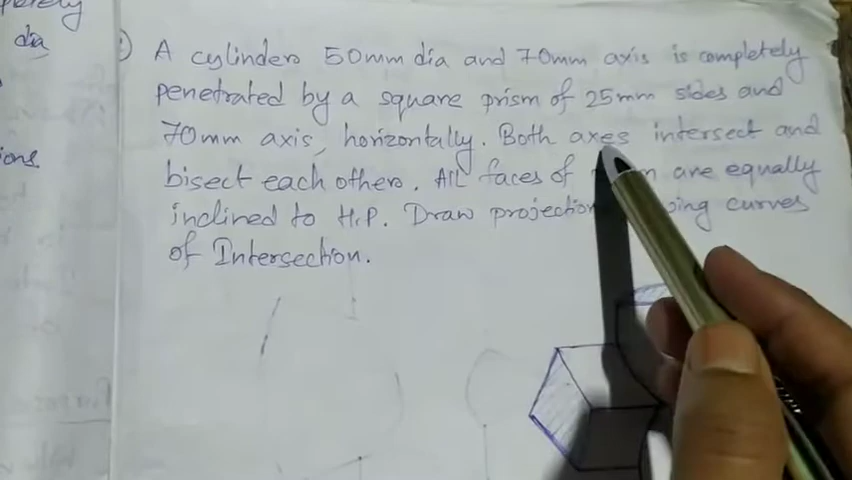 dia
ions
A cylinder 50mm dia and 70mm axis is completely
penetrated by a square prism of 25mm sides and
70mm axis, horizontally. Both axes intersect and
bisect each other. All faces of are equally
inclined to H.P. Draw projection curves
of Intersection.